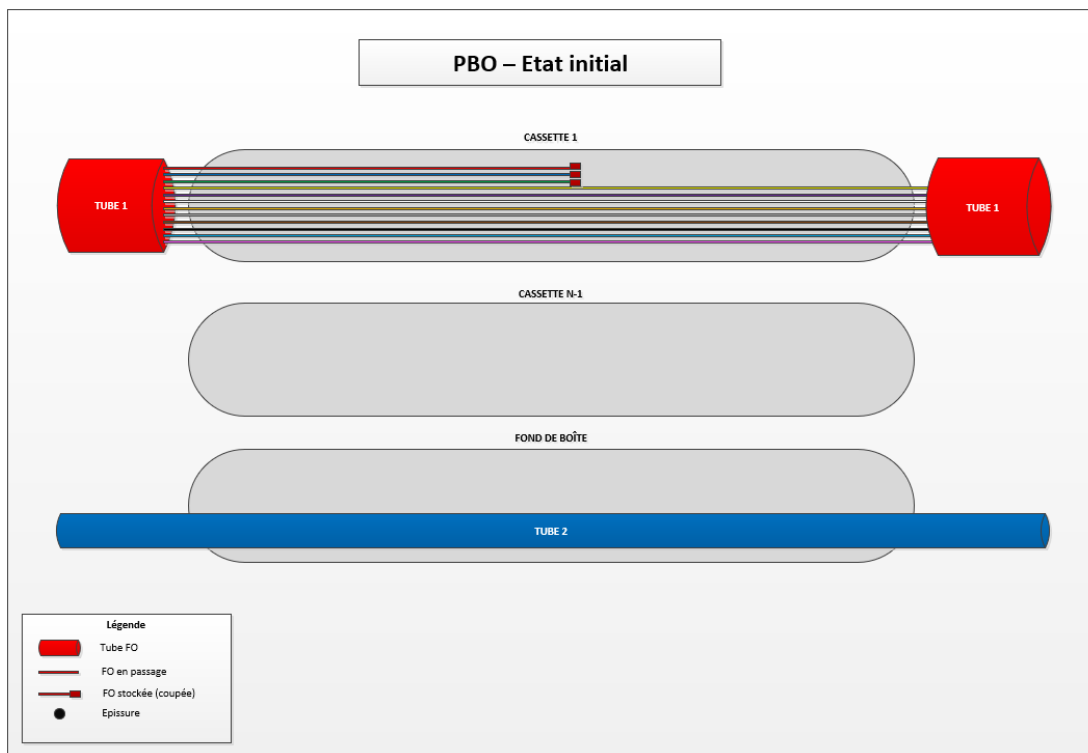 PBO – Etat initial
CASSETTE 1
TUBE 1
TUBE 1
CASSETTE N-1
FOND DE BOÎTE
TUBE 2
Légende
Tube FO
FO en passage
FO stockée (coupée)
Epissure